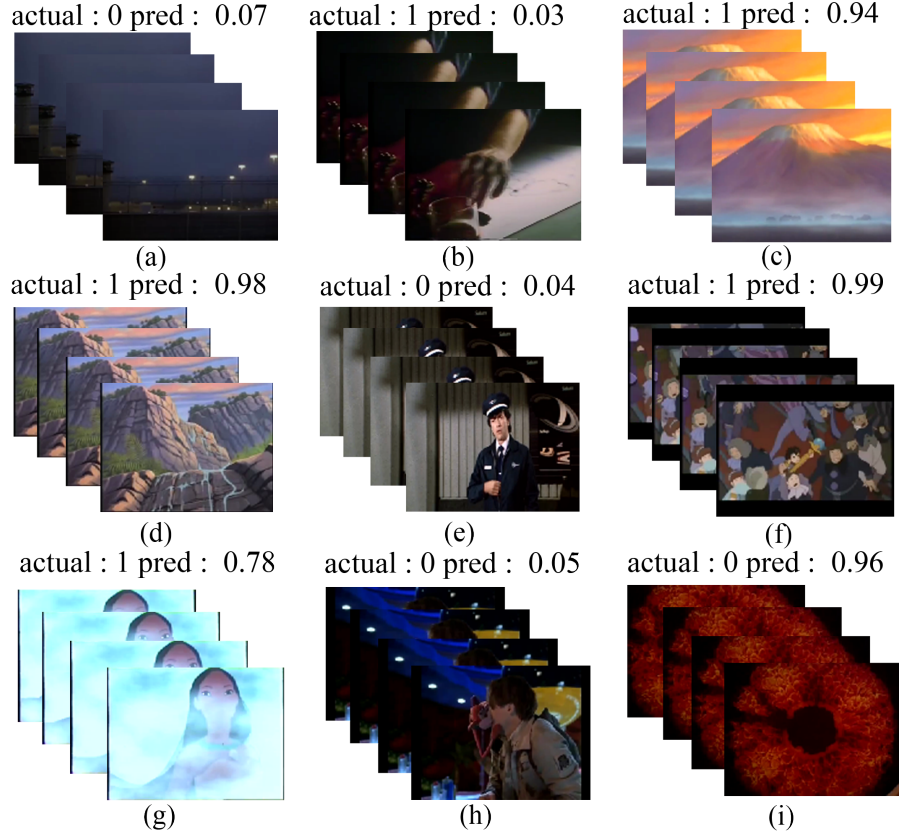 actual : 0 pred : 0.07
actual : 1 pred : 0.03
actual : 1 pred : 0.94
(a)
(b)
(c)
actual : 1 pred : 0.98
actual : 0 pred : 0.04
actual : 1 pred : 0.99
(d)
(e)
(f)
actual : 1 pred : 0.78
actual : 0 pred : 0.05
actual : 0 pred : 0.96
(g)
(h)
(i)